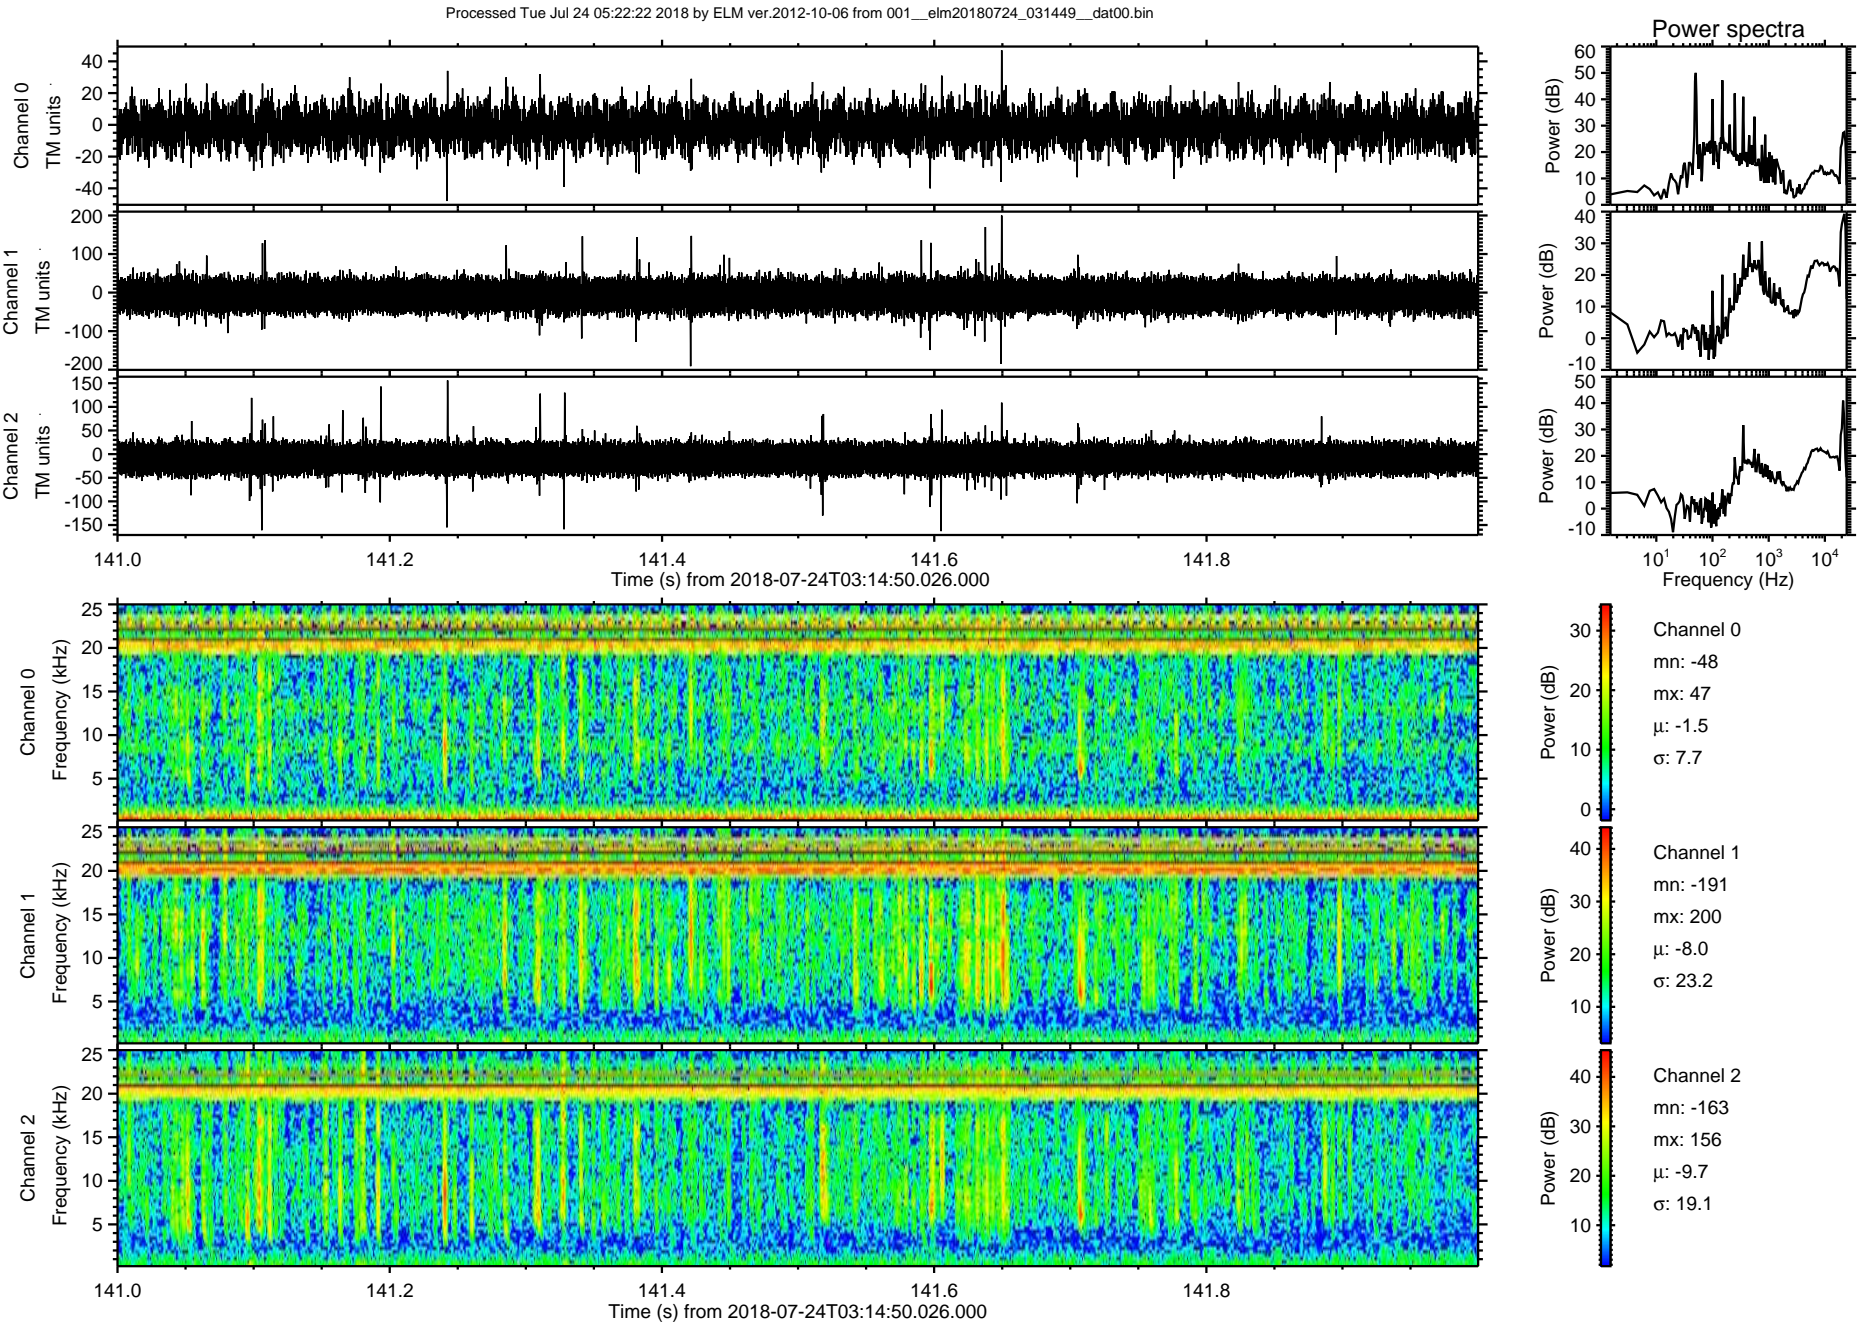 Processed Tue Jul 24 05:22:22 2018 by ELM ver.2012-10-06 from 001__elm20180724_031449__dat00.bin
Power spectra
Channel 0
TM units
40
20
0
-20
-40
Power (dB)
60
50
40
30
20
10
0
Channel 1
TM units
200
100
0
-100
-200
Power (dB)
40
30
20
10
0
-10
Channel 2
TM units
150
100
50
0
-50
-100
-150
Power (dB)
50
40
30
20
10
0
-10
141.0 141.2 141.4 141.6 141.8
Time (s) from 2018-07-24T03:14:50.026.000
10¹ 10² 10³ 10⁴
Frequency (Hz)
Channel 0
Frequency (kHz)
25
20
15
10
5
Power (dB)
30
20
10
0
Channel 0
mn: -48
mx: 47
µ: -1.5
σ: 7.7
Channel 1
Frequency (kHz)
25
20
15
10
5
Power (dB)
40
30
20
10
Channel 1
mn: -191
mx: 200
µ: -8.0
σ: 23.2
Channel 2
Frequency (kHz)
25
20
15
10
5
Power (dB)
40
30
20
10
Channel 2
mn: -163
mx: 156
µ: -9.7
σ: 19.1
141.0 141.2 141.4 141.6 141.8
Time (s) from 2018-07-24T03:14:50.026.000